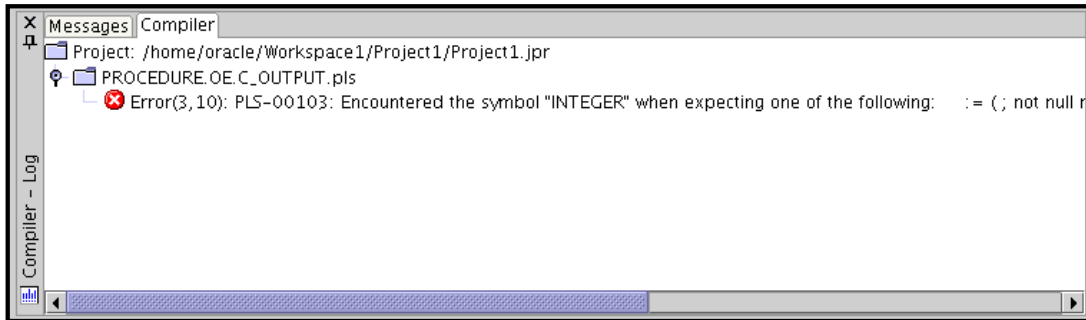 Messages Compiler
Project: /home/oracle/Workspace1/Project1/Project1.jpr
PROCEDURE.OE.C_OUTPUT.pls
Error(3,10): PLS-00103: Encountered the symbol "INTEGER" when expecting one of the following: := ( ; not null r
Compiler - Log